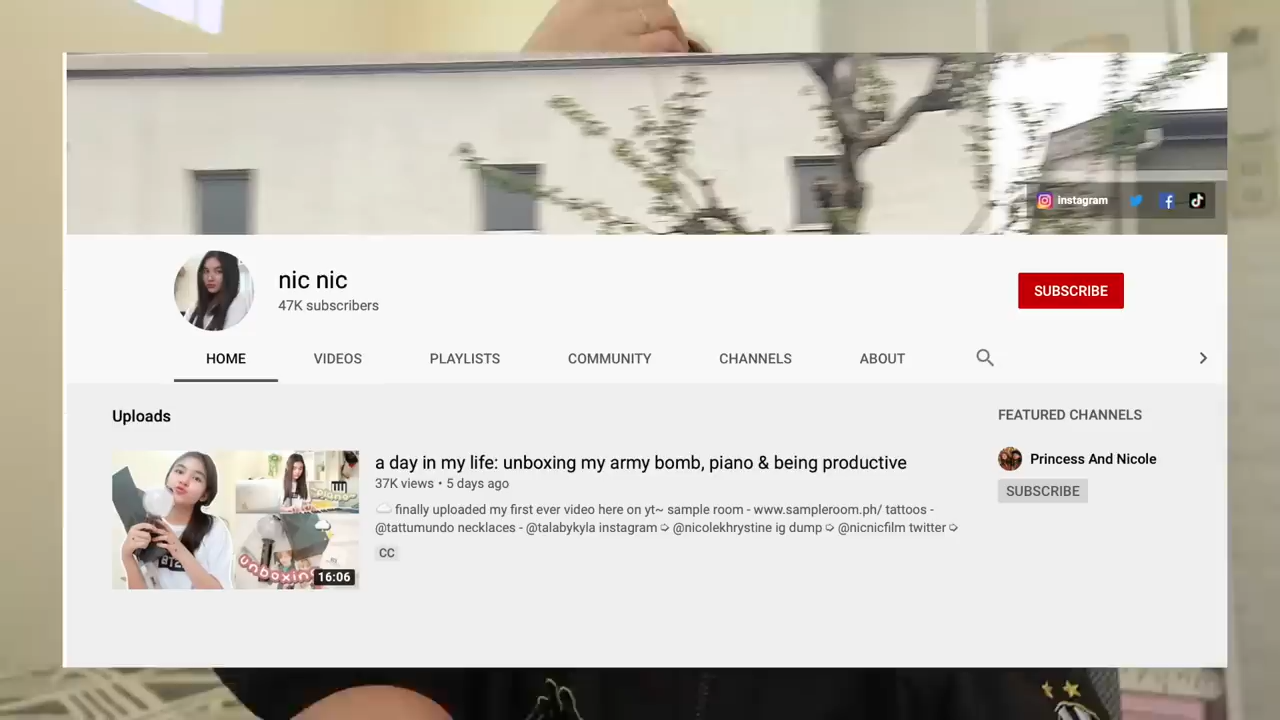 Instagram
nic nic
47K subscribers
SUBSCRIBE
HOME
VIDEOS
PLAYLISTS
COMMUNITY
CHANNELS
ABOUT
Uploads
a day in my life: unboxing my army bomb, piano & being productive
37K views • 5 days ago
finally uploaded my first ever video here on yt~ sample room - www.sampleroom.ph/ tattoos -
@tattumundo necklaces - @talabykyla instagram ➭ @nicolekhrystine ig dump ➭ @nicnicfilm twitter ➭
CC
piano
unboxing
16:06
FEATURED CHANNELS
Princess And Nicole
SUBSCRIBE